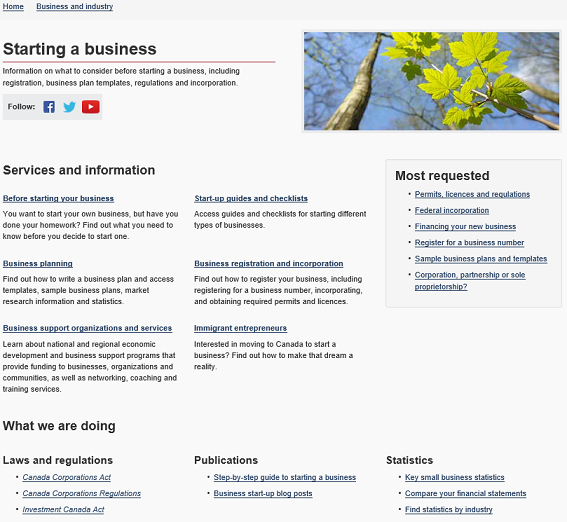 Home Business and industry
Starting a business
Information on what to consider before starting a business, including
registration, business plan templates, regulations and incorporation.
Follow:
Services and information
Before starting your business
You want to start your own business, but have you
done your homework? Find out what you need to
know before you decide to start one.
Start-up guides and checklists
Access guides and checklists for starting different
types of businesses.
Business planning
Find out how to write a business plan and access
templates, sample business plans, market
research information and statistics.
Business registration and incorporation
Find out how to register your business, including
registering for a business number, incorporating,
and obtaining required permits and licences.
Business support organizations and services
Learn about national and regional economic
development and business support programs that
provide funding to businesses, organizations and
communities, as well as networking, coaching and
training services.
Immigrant entrepreneurs
Interested in moving to Canada to start a
business? Find out how to make that dream a
reality.
Most requested
• Permits, licences and regulations
• Federal incorporation
• Financing your new business
• Register for a business number
• Sample business plans and templates
• Corporation, partnership or sole
proprietorship?
What we are doing
Laws and regulations
• Canada Corporations Act
• Canada Corporations Regulations
• Investment Canada Act
Publications
• Step-by-step guide to starting a business
• Business start-up blog posts
Statistics
• Key small business statistics
• Compare your financial statements
• Find statistics by industry